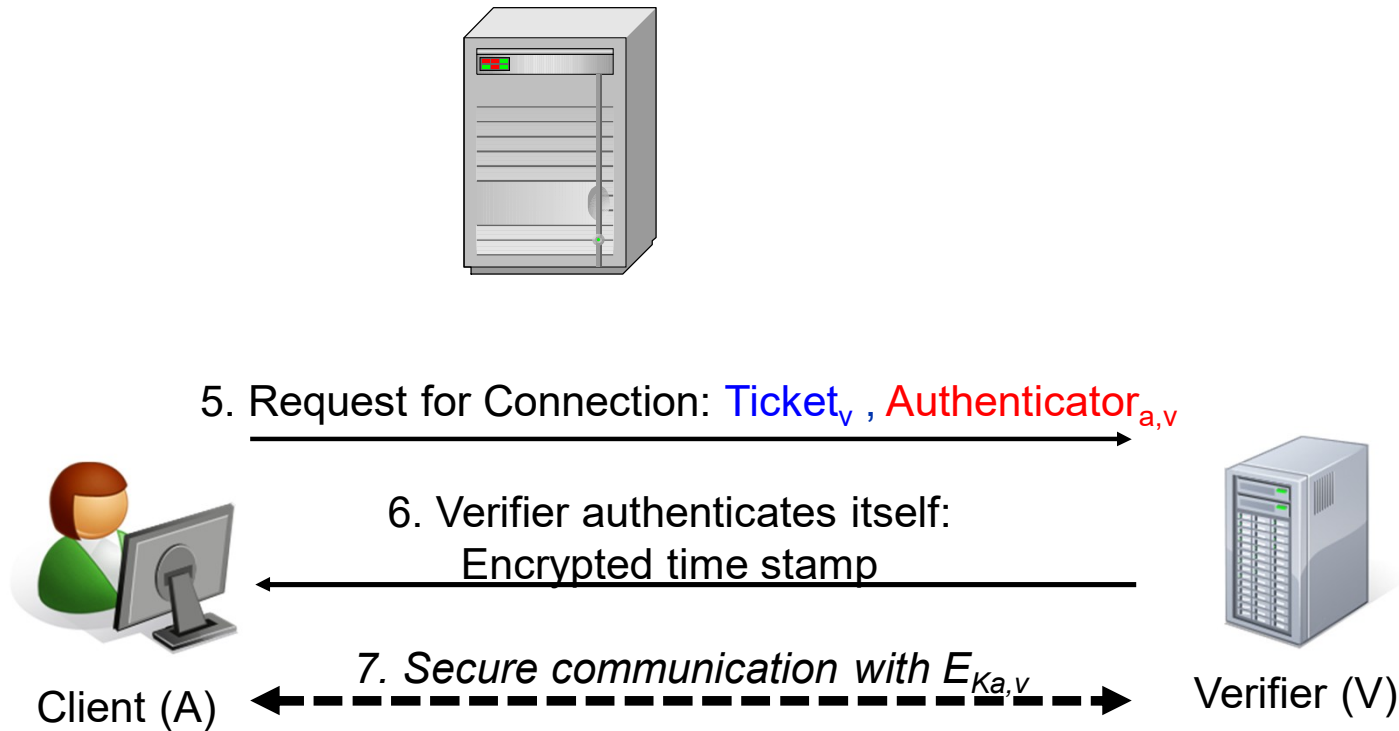 5. Request for Connection: Ticketv , Authenticatora,v
6. Verifier authenticates itself:
Encrypted time stamp
7. Secure communication with EKa,v
Client (A)
Verifier (V)